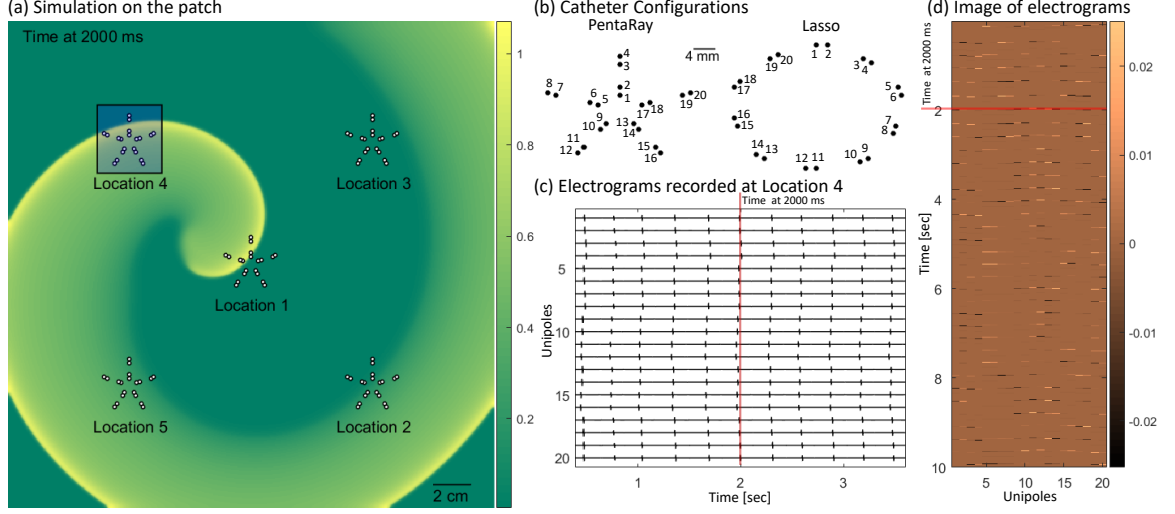 (a) Simulation on the patch
Time at 2000 ms
Location 4
Location 3
Location 1
Location 5
Location 2
2 cm
1
0.8
0.6
0.4
0.2
(b) Catheter Configurations
PentaRay
Lasso
4 mm
4
3
2
1
8 7
6 5
17 18
19 20
9
10
11
12
13
14
15
16
1 2
3
4
5
6
7
8
9
10
12 11
14 13
16
15
18
17
19 20
(c) Electrograms recorded at Location 4
Time at 2000 ms
Unipoles
5
10
15
20
1 2 3
Time [sec]
(d) Image of electrograms
Time at 2000 ms
Time [sec]
2
4
6
8
10
5 10 15 20
Unipoles
0.02
0.01
0
-0.01
-0.02